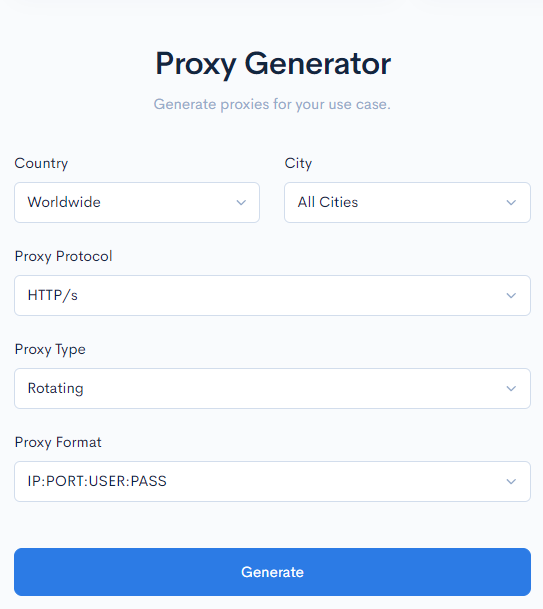 Proxy Generator
Generate proxies for your use case.
Country
City
Worldwide
All Cities
Proxy Protocol
HTTP/s
Proxy Type
Rotating
Proxy Format
IP:PORT:USER:PASS
Generate